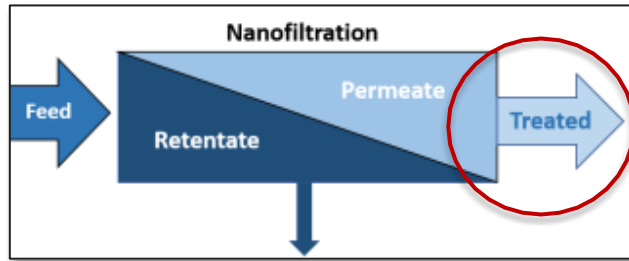 Nanofiltration
Feed
Permeate
Treated
Retentate